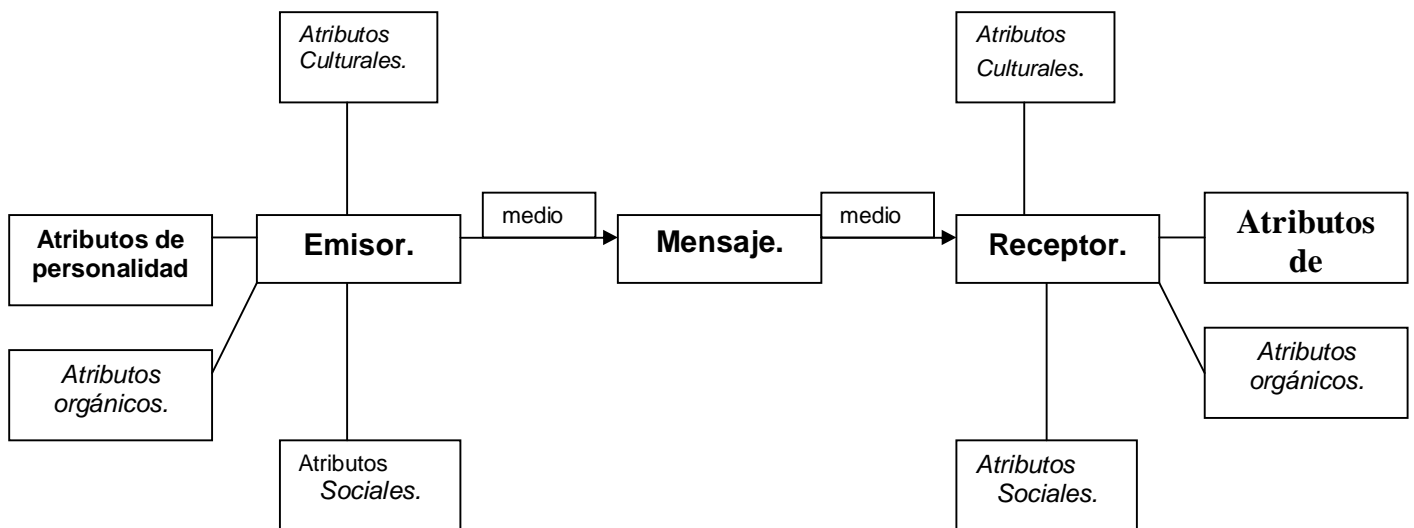 Atributos
Culturales.
Atributos
Culturales.
medio
medio
Atributos de
personalidad
Emisor.
Mensaje.
Receptor.
Atributos
de
Atributos
orgánicos.
Atributos
orgánicos.
Atributos
Sociales.
Atributos
Sociales.